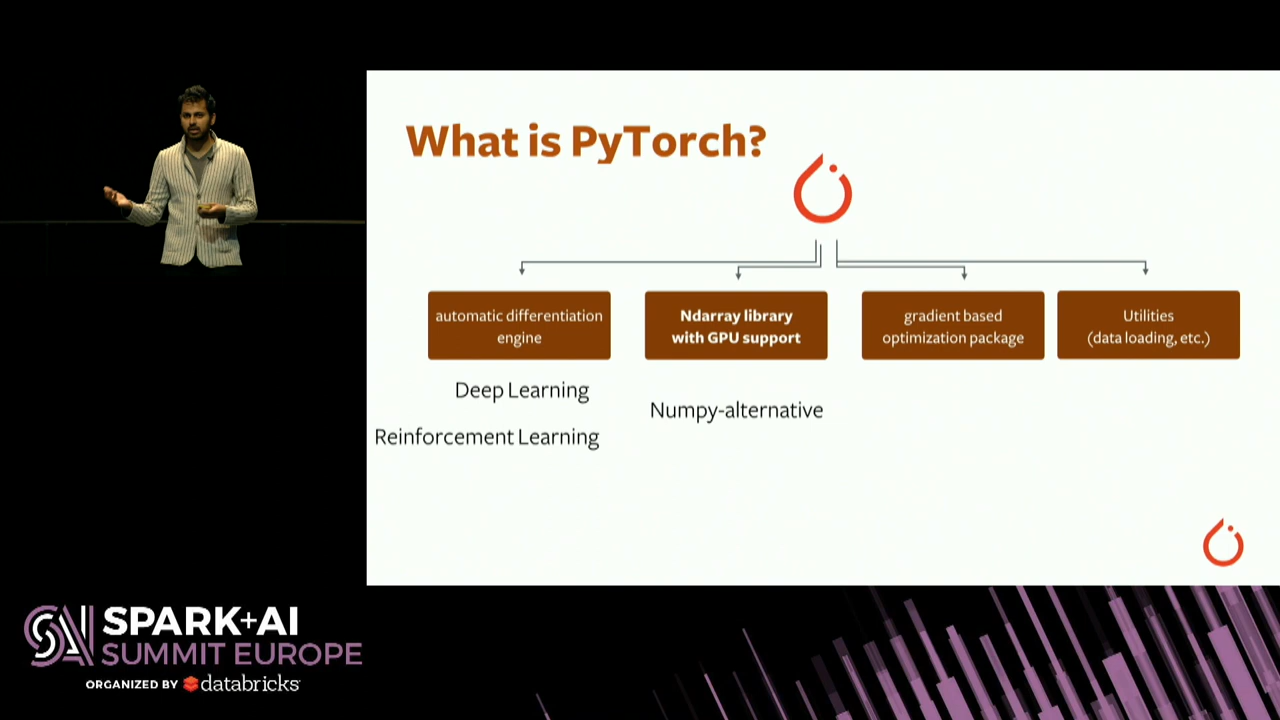 What is PyTorch?
automatic differentiation
engine
Ndarray library
with GPU support
gradient based
optimization package
Utilities
(data loading, etc.)
Deep Learning
Numpy-alternative
Reinforcement Learning
SAI
SPARK+AI
SUMMIT EUROPE
ORGANIZED BY databricks